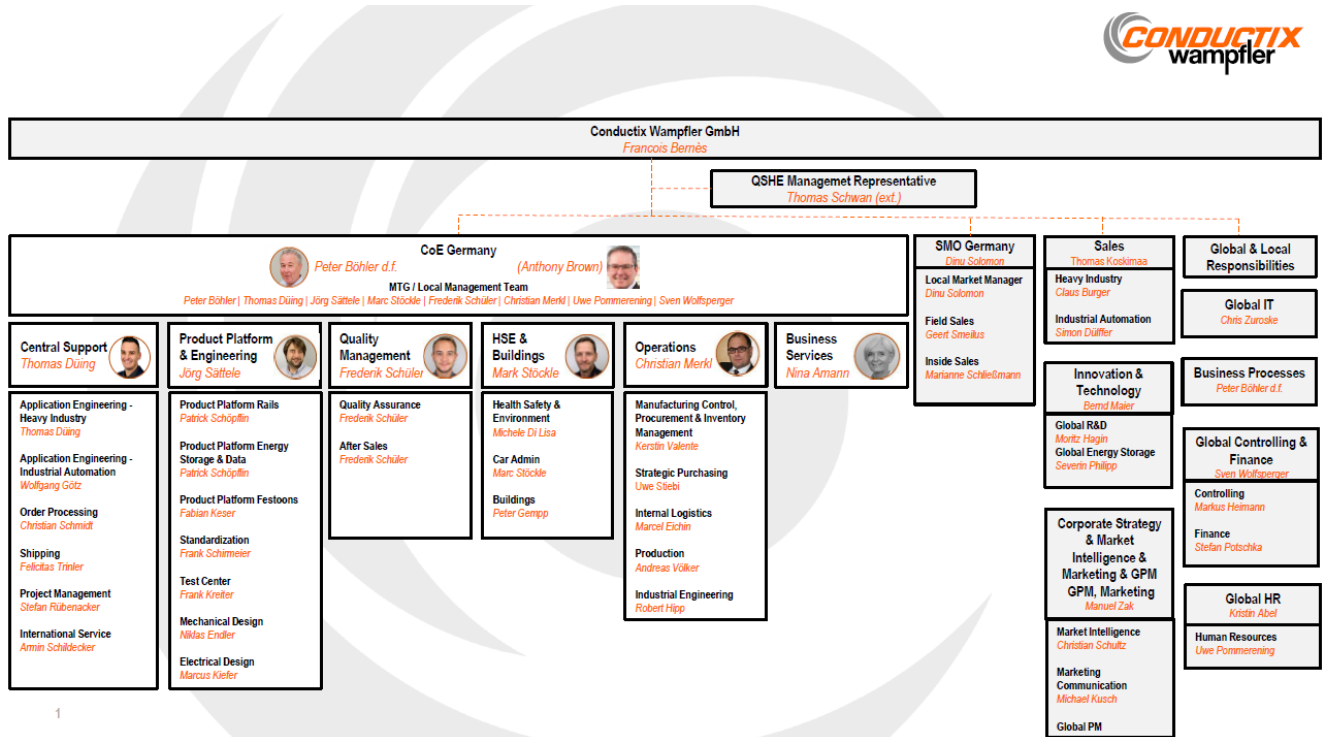 CONDUCTIX
wampfler
Conductix Wampfler GmbH
Francois Bernès
QSHE Managemet Representative
Thomas Schwan (ext.)
CoE Germany
Peter Böhler d.f.
(Anthony Brown)
MTG / Local Management Team
Peter Böhler | Thomas Düing | Jörg Sättele | Marc Stöckle | Frederik Schüler | Christian Merkl | Uwe Pommerening | Sven Wolfsperger
Central Support
Thomas Düing
Application Engineering -
Heavy Industry
Thomas Düing
Application Engineering -
Industrial Automation
Wolfgang Götz
Order Processing
Christian Schmidt
Shipping
Felicitas Trinler
Project Management
Stefan Rübenacker
International Service
Armin Schildecker
Product Platform
& Engineering
Jörg Sättele
Product Platform Rails
Patrick Schöpflin
Product Platform Energy
Storage & Data
Patrick Schöpflin
Product Platform Festoons
Fabian Keser
Standardization
Frank Schirmeier
Test Center
Frank Kreiter
Mechanical Design
Niklas Endler
Electrical Design
Marcus Kiefer
Quality
Management
Frederik Schüler
Quality Assurance
Frederik Schüler
After Sales
Frederik Schüler
HSE &
Buildings
Mark Stöckle
Health Safety &
Environment
Michele Di Lisa
Car Admin
Marc Stöckle
Buildings
Peter Gempp
Operations
Christian Merkl
Manufacturing Control,
Procurement & Inventory
Management
Kerstin Valente
Strategic Purchasing
Uwe Stiebi
Internal Logistics
Marcel Eichin
Production
Andreas Völker
Industrial Engineering
Robert Hipp
Business
Services
Nina Amann
SMO Germany
Dinu Solomon
Local Market Manager
Dinu Solomon
Field Sales
Geert Smeilus
Inside Sales
Marianne Schließmann
Sales
Thomas Koskimaa
Heavy Industry
Claus Burger
Industrial Automation
Simon Dülffer
Innovation &
Technology
Bernd Maier
Global R&D
Moritz Hagin
Global Energy Storage
Severin Philipp
Corporate Strategy
& Market
Intelligence &
Marketing & GPM
GPM, Marketing
Manuel Zak
Market Intelligence
Christian Schultz
Marketing
Communication
Michael Kusch
Global PM
Global & Local
Responsibilities
Global IT
Chris Zuroske
Business Processes
Peter Böhler d.f.
Global Controlling &
Finance
Sven Wolfsperger
Controlling
Markus Heimann
Finance
Stefan Potschka
Global HR
Kristin Abel
Human Resources
Uwe Pommerening
1